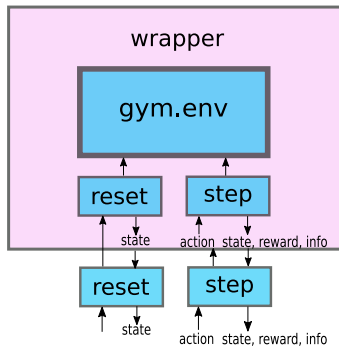 wrapper
gym.env
reset step
state action state, reward, info
reset step
state action state, reward, info